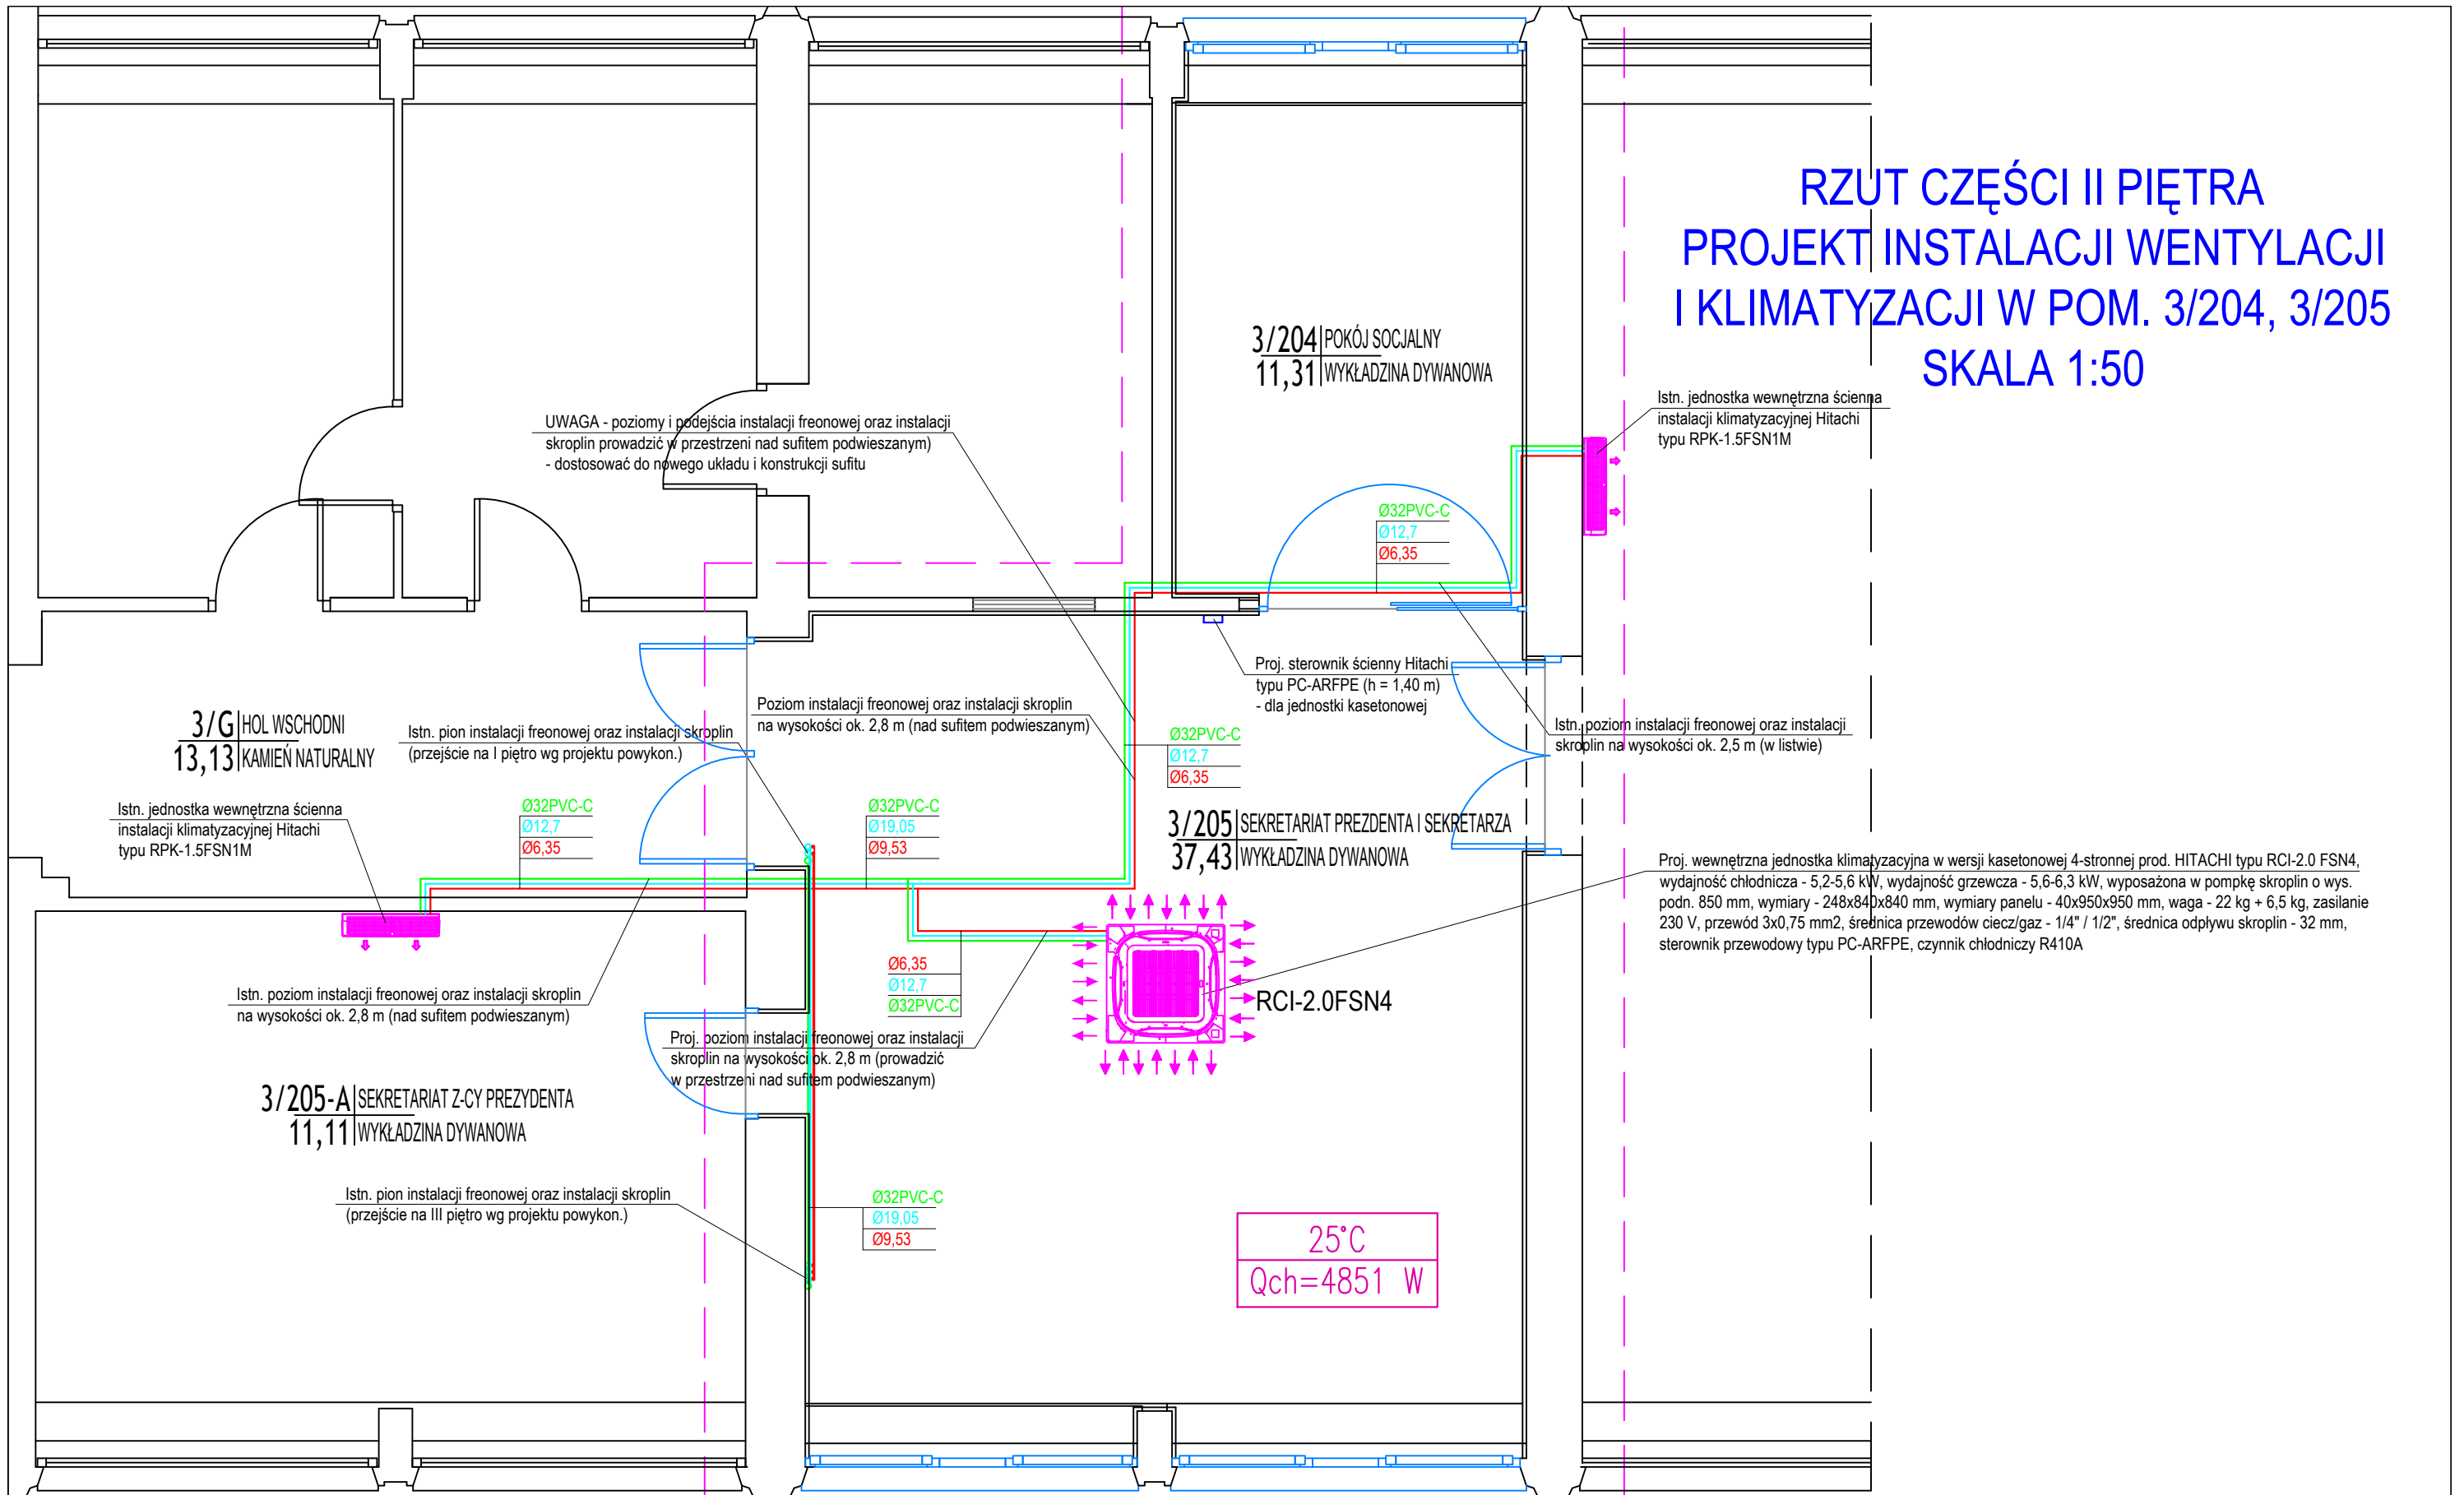 RZUT CZĘŚCI II PIĘTRA
PROJEKT INSTALACJI WENTYLACJI
I KLIMATYZACJI W POM. 3/204, 3/205
SKALA 1:50
3/204 POKÓJ SOCJALNY
11,31 WYKŁADZINA DYWANOWA
Istn. jednostka wewnętrzna ścienna
instalacji klimatyzacyjnej Hitachi
typu RPK-1.5FSN1M
UWAGA - poziomy i podejścia instalacji freonowej oraz instalacji
skroplin prowadzić w przestrzeni nad sufitem podwieszanym)
- dostosować do nowego układu i konstrukcji sufitu
Ø32PVC-C
Ø12,7
Ø6,35
Proj. sterownik ścienny Hitachi
typu PC-ARFPE (h = 1,40 m)
- dla jednostki kasetonowej
3/G HOL WSCHODNI
13,13 KAMIEŃ NATURALNY
Istn. pion instalacji freonowej oraz instalacji skroplin
(przejście na I piętro wg projektu powykon.)
Poziom instalacji freonowej oraz instalacji skroplin
na wysokości ok. 2,8 m (nad sufitem podwieszanym)
Ø32PVC-C
Ø12,7
Ø6,35
Istn. poziom instalacji freonowej oraz instalacji
skroplin na wysokości ok. 2,5 m (w listwie)
Istn. jednostka wewnętrzna ścienna
instalacji klimatyzacyjnej Hitachi
typu RPK-1.5FSN1M
Ø32PVC-C
Ø12,7
Ø6,35
Ø32PVC-C
Ø19,05
Ø9,53
3/205 SEKRETARIAT PREZDENTA I SEKRETARZA
37,43 WYKŁADZINA DYWANOWA
Proj. wewnętrzna jednostka klimatyzacyjna w wersji kasetonowej 4-stronnej prod. HITACHI typu RCI-2.0 FSN4,
wydajność chłodnicza - 5,2-5,6 kW, wydajność grzewcza - 5,6-6,3 kW, wyposażona w pompkę skroplin o wys.
podn. 850 mm, wymiary - 248x840x840 mm, wymiary panelu - 40x950x950 mm, waga - 22 kg + 6,5 kg, zasilanie
230 V, przewód 3x0,75 mm2, średnica przewodów ciecz/gaz - 1/4" / 1/2", średnica odpływu skroplin - 32 mm,
sterownik przewodowy typu PC-ARFPE, czynnik chłodniczy R410A
Ø6,35
Ø12,7
Ø32PVC-C
RCI-2.0FSN4
Istn. poziom instalacji freonowej oraz instalacji skroplin
na wysokości ok. 2,8 m (nad sufitem podwieszanym)
Proj. poziom instalacji freonowej oraz instalacji
skroplin na wysokości ok. 2,8 m (prowadzić
w przestrzeni nad sufitem podwieszanym)
3/205-A SEKRETARIAT Z-CY PREZYDENTA
11,11 WYKŁADZINA DYWANOWA
Istn. pion instalacji freonowej oraz instalacji skroplin
(przejście na III piętro wg projektu powykon.)
Ø32PVC-C
Ø19,05
Ø9,53
25°C
Qch=4851 W